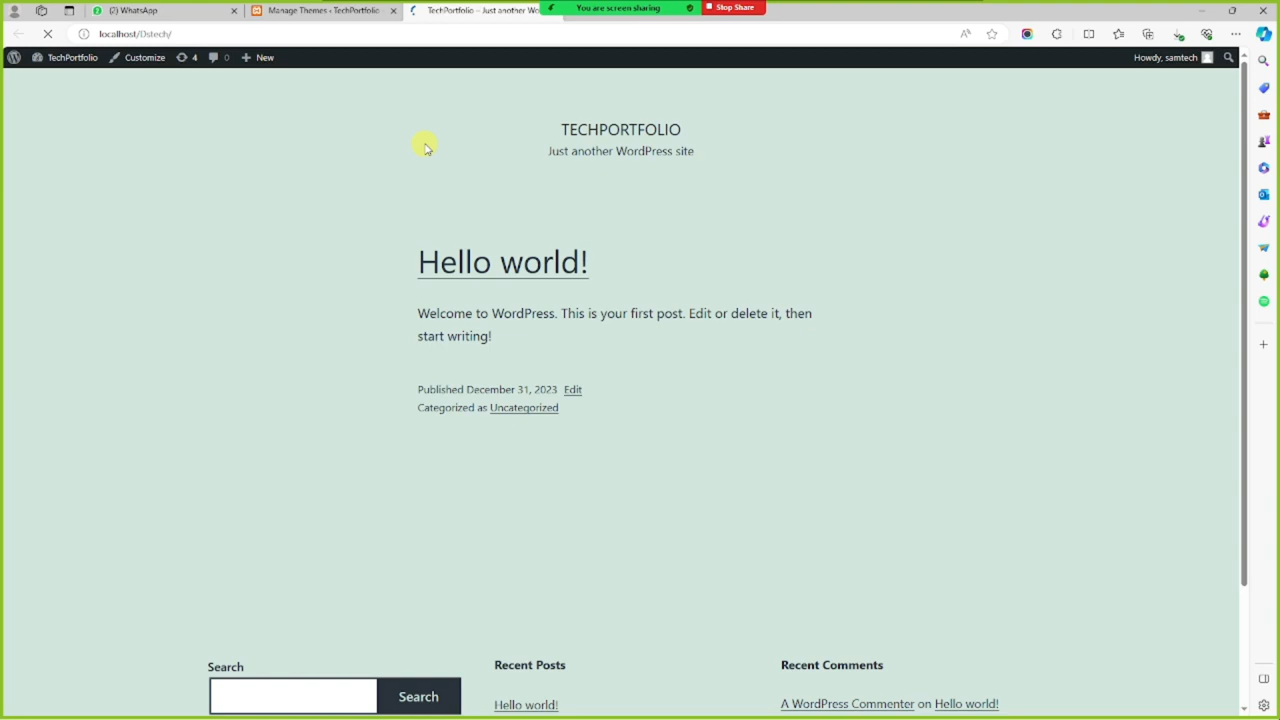 (2) WhatsApp
Manage Themes ‹ TechPortfolio
TechPortfolio – Just another Wo
You are screen sharing
Stop Share
localhost/Dstech/
TechPortfolio
Customize
4
0
New
Howdy, samtech
TECHPORTFOLIO
Just another WordPress site
Hello world!
Welcome to WordPress. This is your first post. Edit or delete it, then
start writing!
Published December 31, 2023 Edit
Categorized as Uncategorized
Search
Recent Posts
Recent Comments
Search
Hello world!
A WordPress Commenter on Hello world!